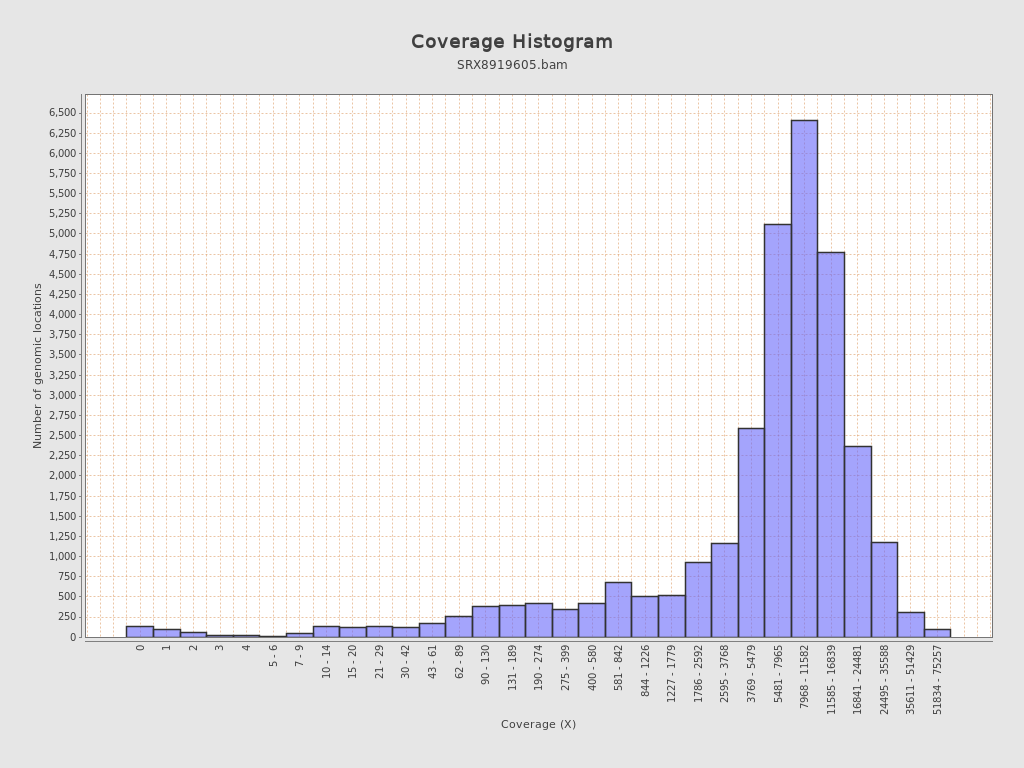 Coverage Histogram
SRX8919605.bam
Number of genomic locations
6,500
6,250
6,000
5,750
5,500
5,250
5,000
4,750
4,500
4,250
4,000
3,750
3,500
3,250
3,000
2,750
2,500
2,250
2,000
1,750
1,500
1,250
1,000
750
500
250
0
0
1
2
3
4
5 - 6
7 - 9
10 - 14
15 - 20
21 - 29
30 - 42
43 - 61
62 - 89
90 - 130
131 - 189
190 - 274
275 - 399
400 - 580
581 - 842
844 - 1226
1227 - 1779
1786 - 2592
2595 - 3768
3769 - 5479
5481 - 7965
7968 - 11582
11585 - 16839
16841 - 24481
24495 - 35588
35611 - 51429
51834 - 75257
Coverage (X)